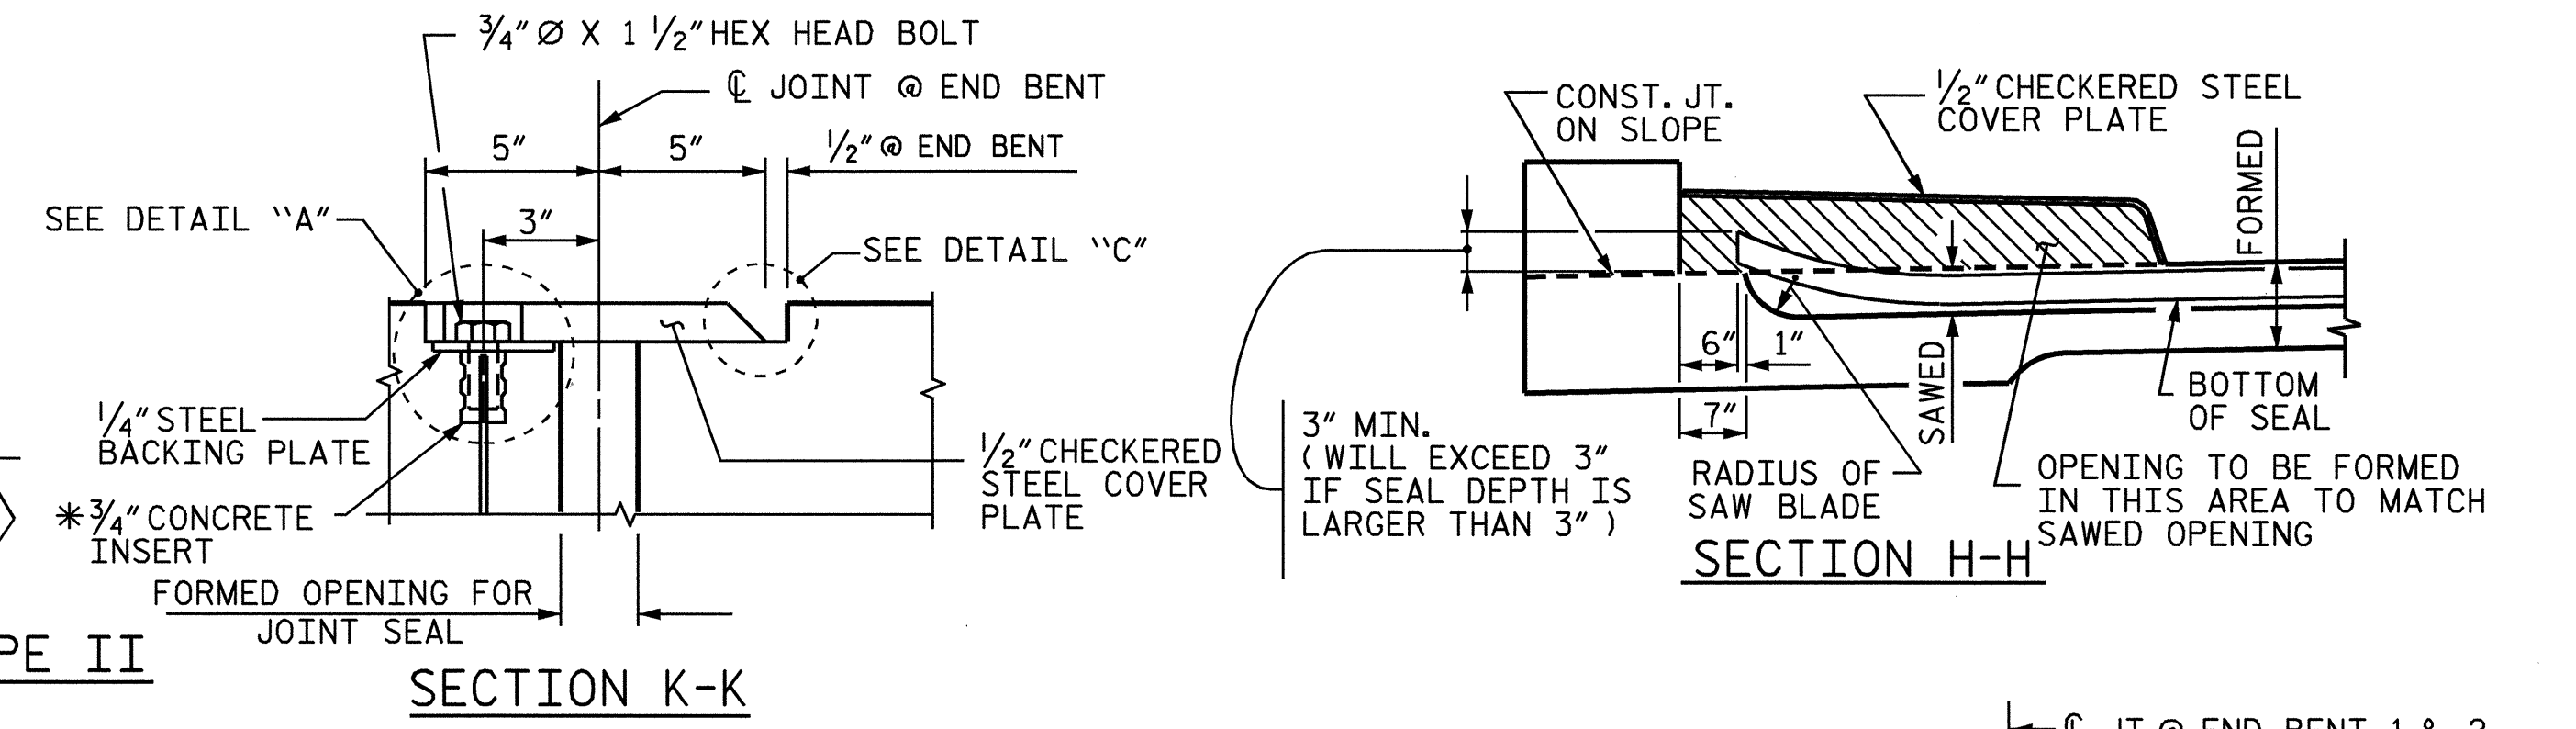 3/4" Ø X 1 1/2" HEX HEAD BOLT
℄ JOINT @ END BENT
5"
5"
1/2" @ END BENT
SEE DETAIL "A"
3"
SEE DETAIL "C"
1/4" STEEL
BACKING PLATE
1/2" CHECKERED
STEEL COVER
PLATE
* 3/4" CONCRETE
INSERT
FORMED OPENING FOR
JOINT SEAL
PE II
SECTION K-K
CONST. JT.
ON SLOPE
1/2" CHECKERED STEEL
COVER PLATE
FORMED
6"
1"
7"
SAWED
BOTTOM
OF SEAL
3" MIN.
(WILL EXCEED 3"
IF SEAL DEPTH IS
LARGER THAN 3")
RADIUS OF
SAW BLADE
OPENING TO BE FORMED
IN THIS AREA TO MATCH
SAWED OPENING
SECTION H-H
℄ JT @ END BENT 1 &